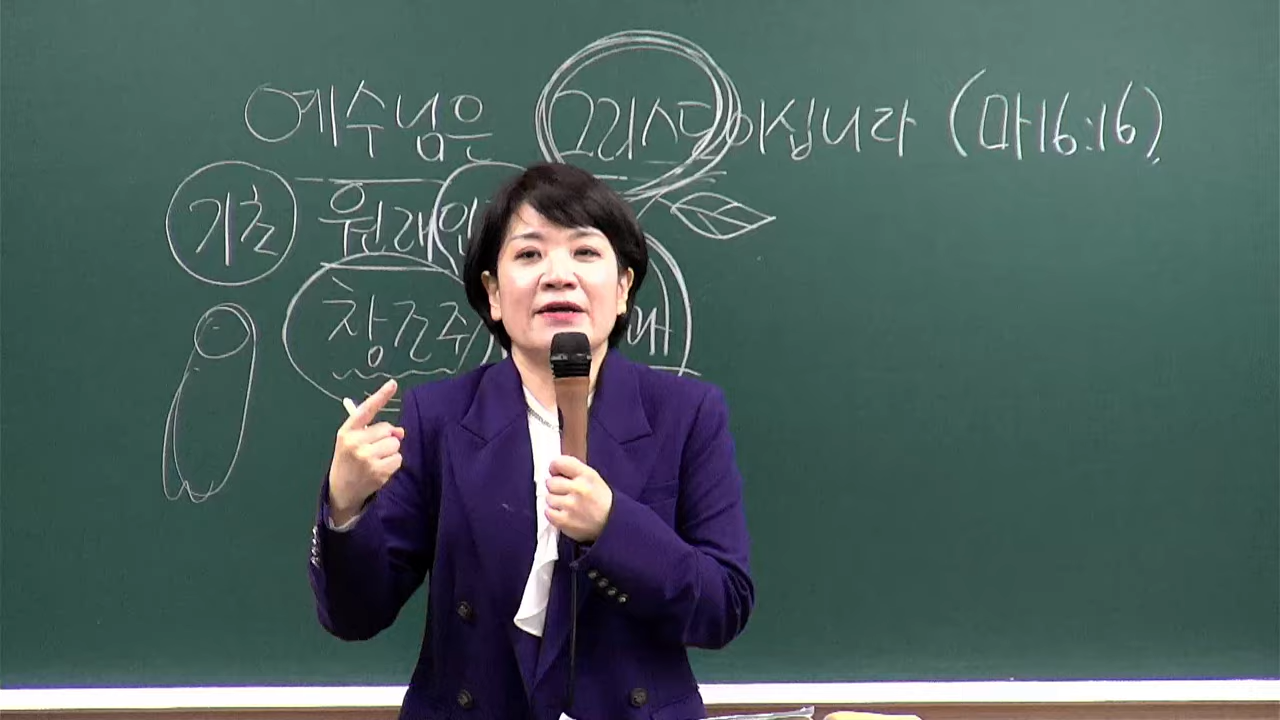 예수님은 그리스도이십니다 (마16:16)
기초 원래인
창조주